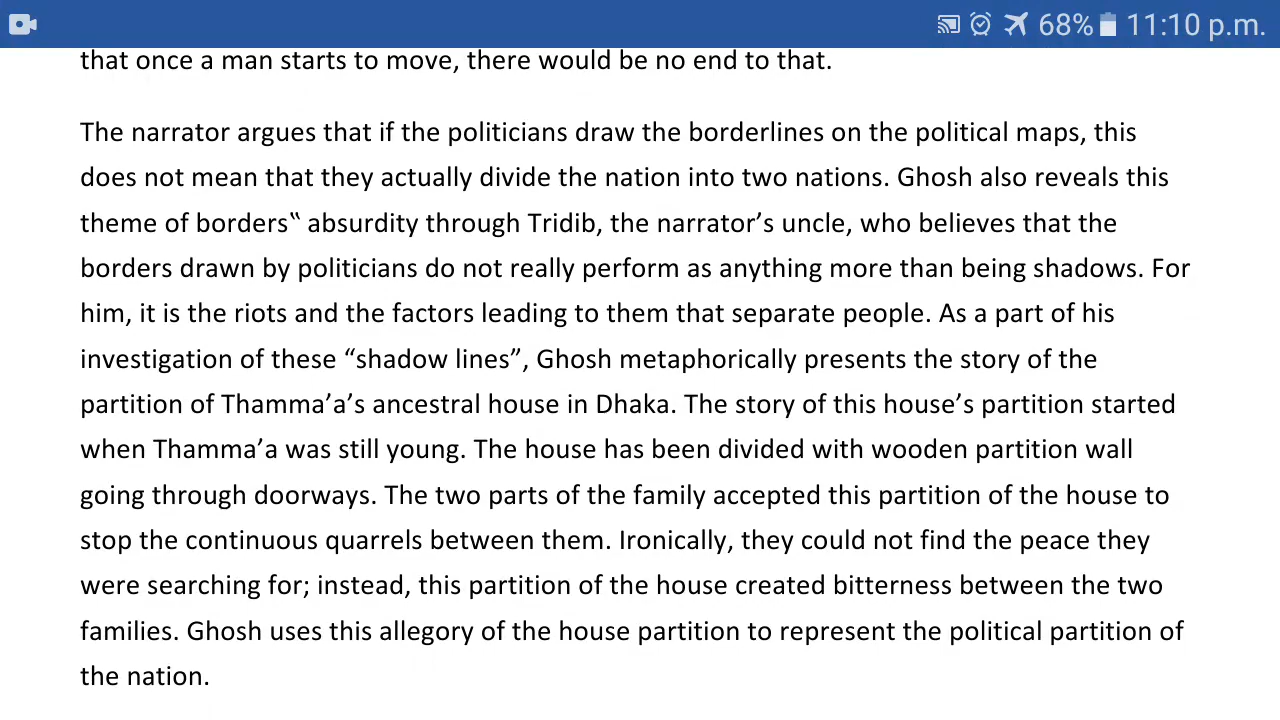 68% 11:10 p.m.
that once a man starts to move, there would be no end to that.
The narrator argues that if the politicians draw the borderlines on the political maps, this
does not mean that they actually divide the nation into two nations. Ghosh also reveals this
theme of borders‟ absurdity through Tridib, the narrator’s uncle, who believes that the
borders drawn by politicians do not really perform as anything more than being shadows. For
him, it is the riots and the factors leading to them that separate people. As a part of his
investigation of these “shadow lines”, Ghosh metaphorically presents the story of the
partition of Thamma’a’s ancestral house in Dhaka. The story of this house’s partition started
when Thamma’a was still young. The house has been divided with wooden partition wall
going through doorways. The two parts of the family accepted this partition of the house to
stop the continuous quarrels between them. Ironically, they could not find the peace they
were searching for; instead, this partition of the house created bitterness between the two
families. Ghosh uses this allegory of the house partition to represent the political partition of
the nation.